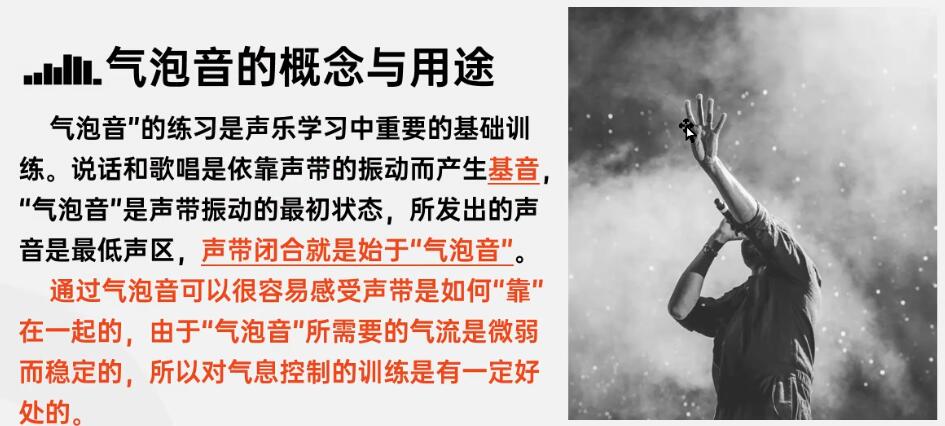 气泡音的概念与用途
气泡音”的练习是声乐学习中重要的基础训
练。说话和歌唱是依靠声带的振动而产生基音，
“气泡音”是声带振动的最初状态，所发出的声
音是最低声区，声带闭合就是始于“气泡音”。
通过气泡音可以很容易感受声带是如何“靠”
在一起的，由于“气泡音”所需要的气流是微弱
而稳定的，所以对气息控制的训练是有一定好
处的。